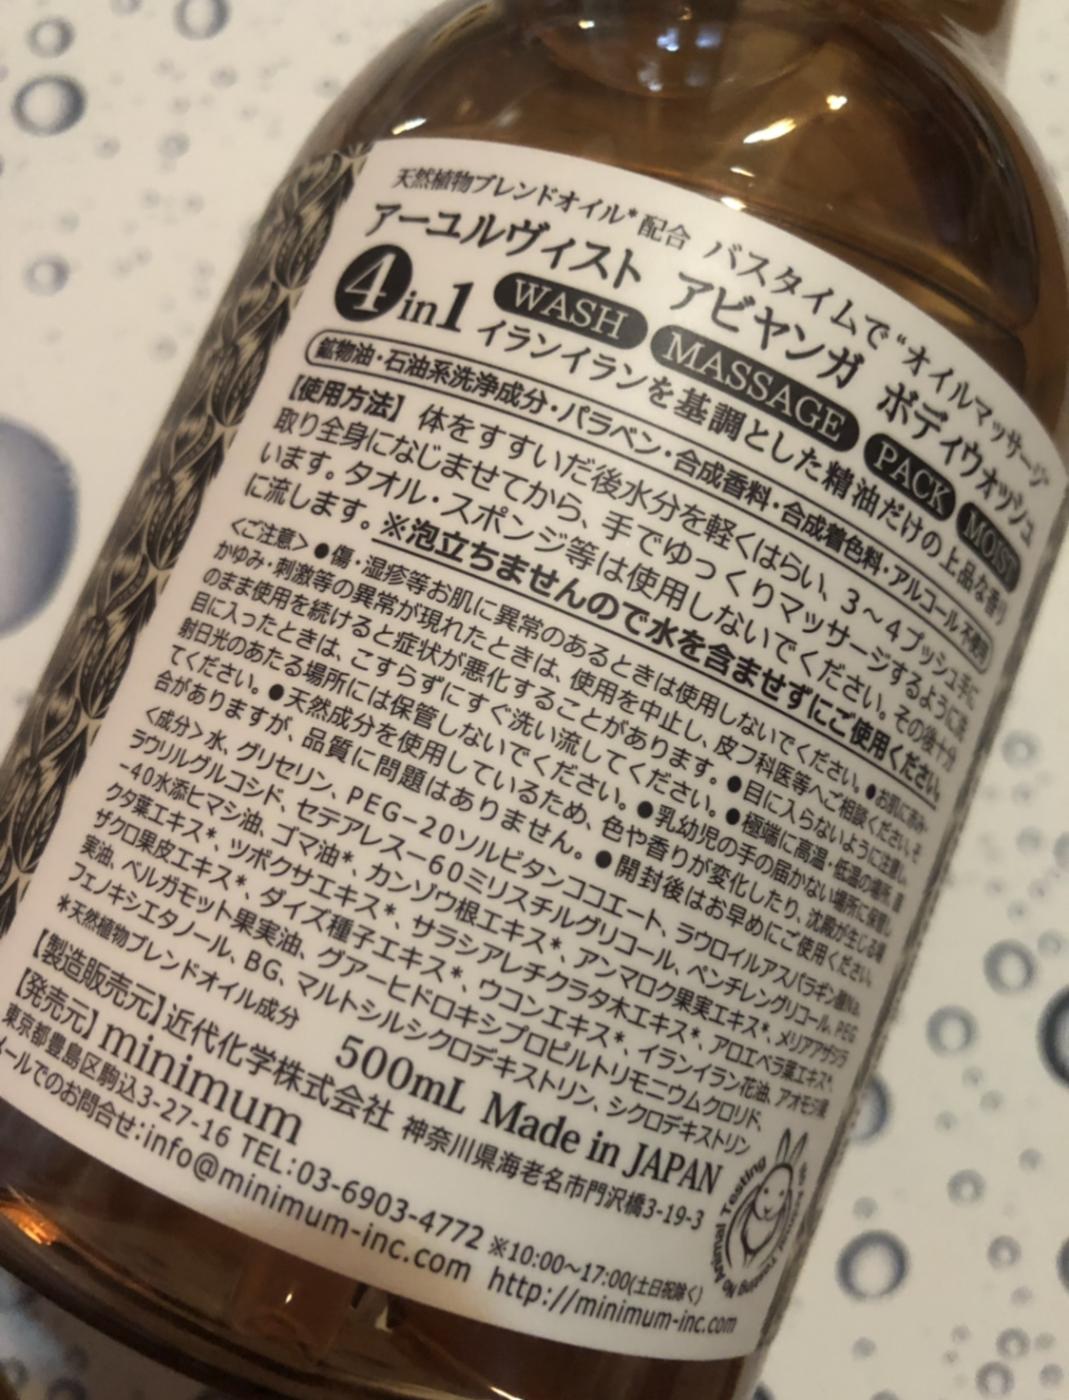 天然植物ブレンドオイル*配合 バスタイムで“オイルマッサージ
アーユルヴィスト アビヤンガ ボディウォッシュ
4in1 WASH MASSAGE PACK MOIST
イランイランを基調とした精油だけの上品な香り
鉱物油・石油系洗浄成分・パラベン・合成香料・合成着色料・アルコール不使用
【使用方法】体をすすいだ後水分を軽くはらい、3〜4プッシュ手に
取り全身になじませてから、手でゆっくりマッサージするように洗
います。タオル・スポンジ等は使用しないでください。その後十分
に流します。※泡立ちませんので水を含ませずにご使用ください。
<ご注意>●傷・湿疹等お肌に異常のあるときは使用しないでください。●お肌に赤み・
かゆみ・刺激等の異常が現れたときは、使用を中止し、皮フ科医等へご相談ください。そ
のまま使用を続けると症状が悪化することがあります。●目に入らないように注意し、
目に入ったときは、こすらずにすぐ洗い流してください。●極端に高温・低温の場所、直
射日光のあたる場所には保管しないでください。●乳幼児の手の届かない場所に保管し
てください。●天然成分を使用しているため、色や香りが変化したり、沈殿が生じる場
合がありますが、品質に問題はありません。●開封後はお早めにご使用ください。
<成分>水、グリセリン、PEG-20ソルビタンココエート、ラウロイルアスパラギン酸Na、
ラウリルグルコシド、セテアレス-60ミリスチルグリコール、ペンチレングリコール、PEG
-40水添ヒマシ油、ゴマ油*、カンゾウ根エキス*、アンマロク果実エキス*、メリアアザジラ
クタ葉エキス*、ツボクサエキス*、サラシアレチクラタ木エキス*、アロエベラ葉エキス*、
ザクロ果皮エキス*、ダイズ種子エキス*、ウコンエキス*、イランイラン花油、アオモジ果
実油、ベルガモット果実油、グアーヒドロキシプロピルトリモニウムクロリド、
フェノキシエタノール、BG、マルトシルシクロデキストリン、シクロデキストリン
*天然植物ブレンドオイル成分
500mL Made in JAPAN
【製造販売元】近代化学株式会社 神奈川県海老名市門沢橋3-19-3
【発売元】minimum
東京都豊島区駒込3-27-16 TEL:03-6903-4772 ※10:00〜17:00(土日祝除く)
メールでのお問合せ:info@minimum-inc.com http://minimum-inc.com
No Animal Testing